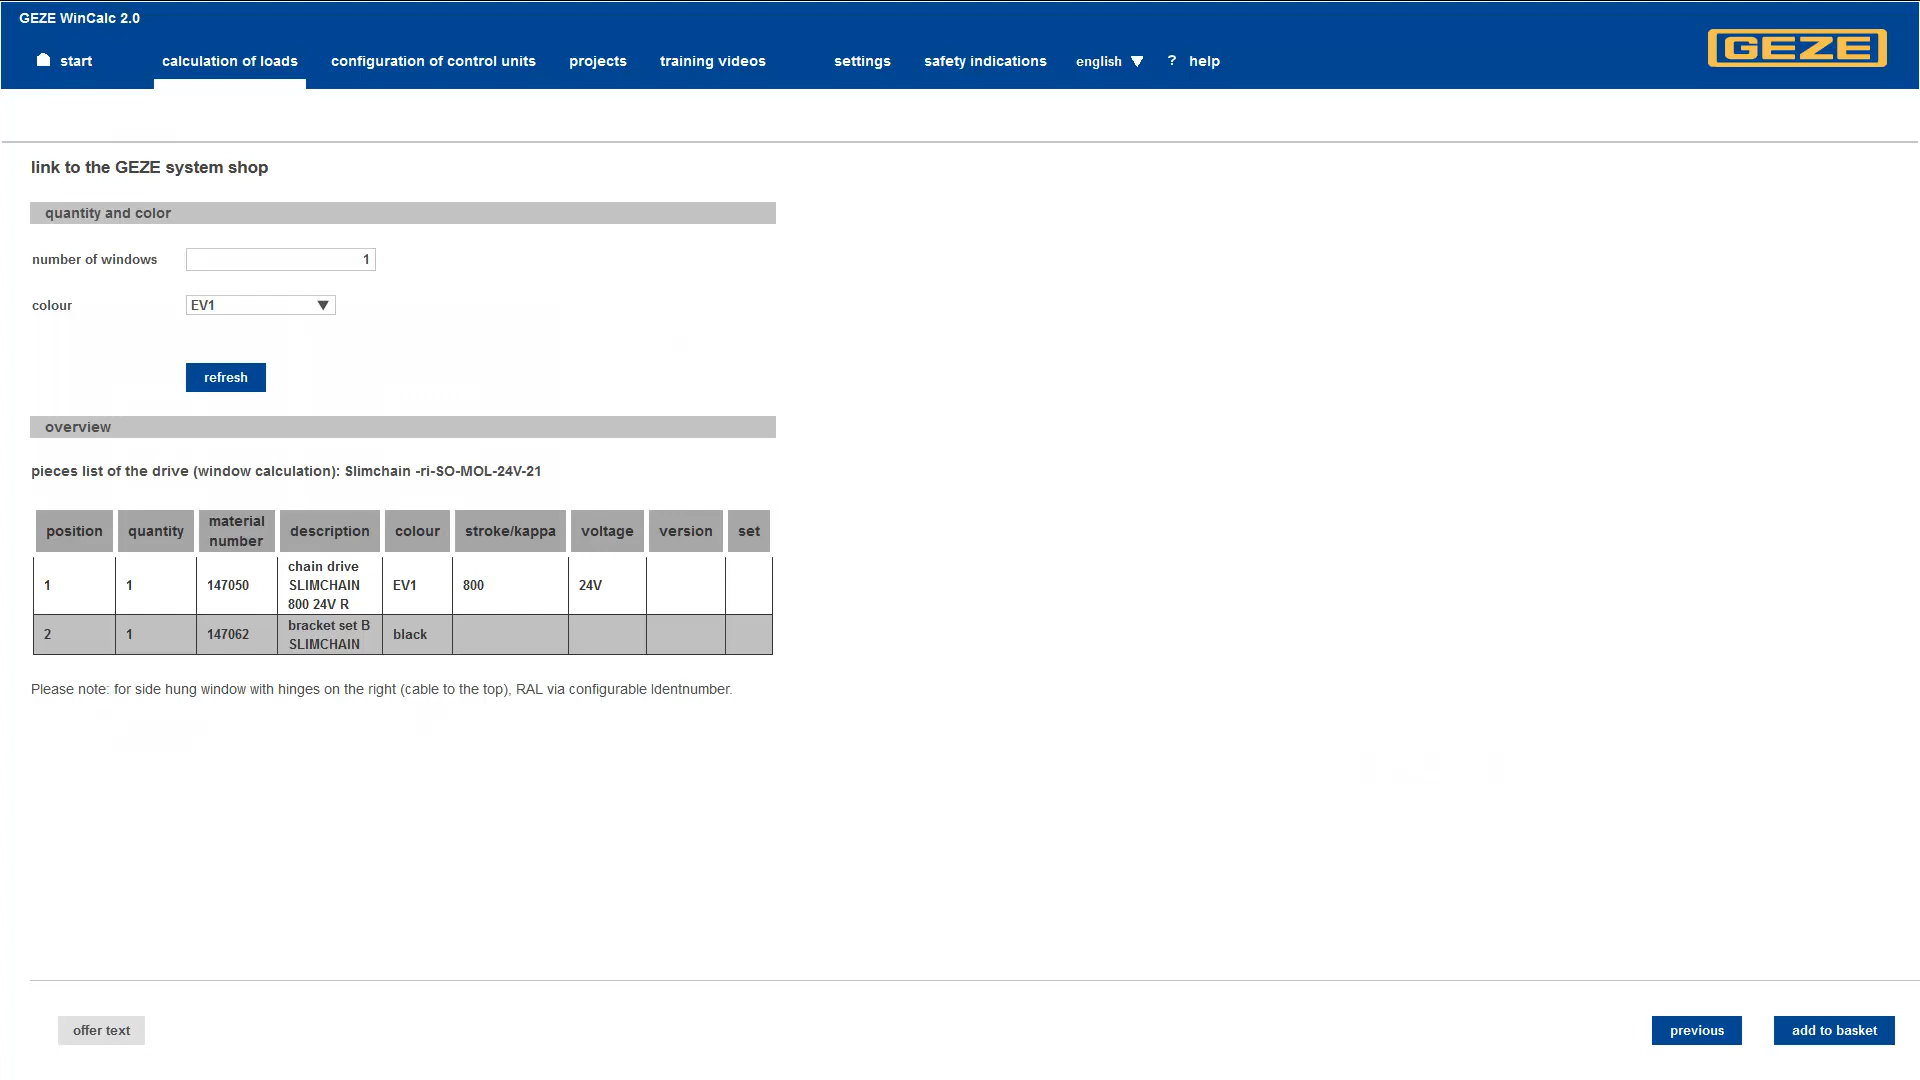 GEZE WinCalc 2.0
start calculation of loads configuration of control units projects training videos settings safety indications english ? help
GEZE
link to the GEZE system shop
quantity and color
number of windows 1
colour EV1
refresh
overview
pieces list of the drive (window calculation): Slimchain -ri-SO-MOL-24V-21
position quantity material number description colour stroke/kappa voltage version set
1 1 147050 chain drive SLIMCHAIN 800 24V R EV1 800 24V
2 1 147062 bracket set B SLIMCHAIN black
Please note: for side hung window with hinges on the right (cable to the top), RAL via configurable Identnumber.
offer text previous add to basket